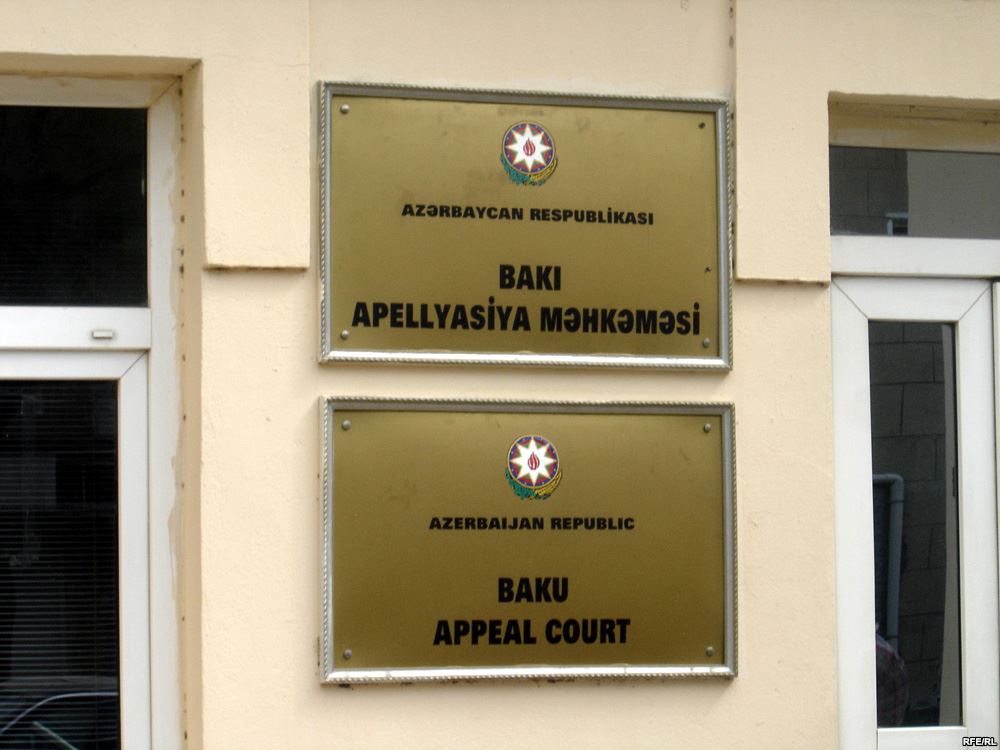 AZƏRBAYCAN RESPUBLİKASI
BAKI
APELLYASİYA MƏHKƏMƏSİ
AZERBAIJAN REPUBLIC
BAKU
APPEAL COURT
RFE/RL